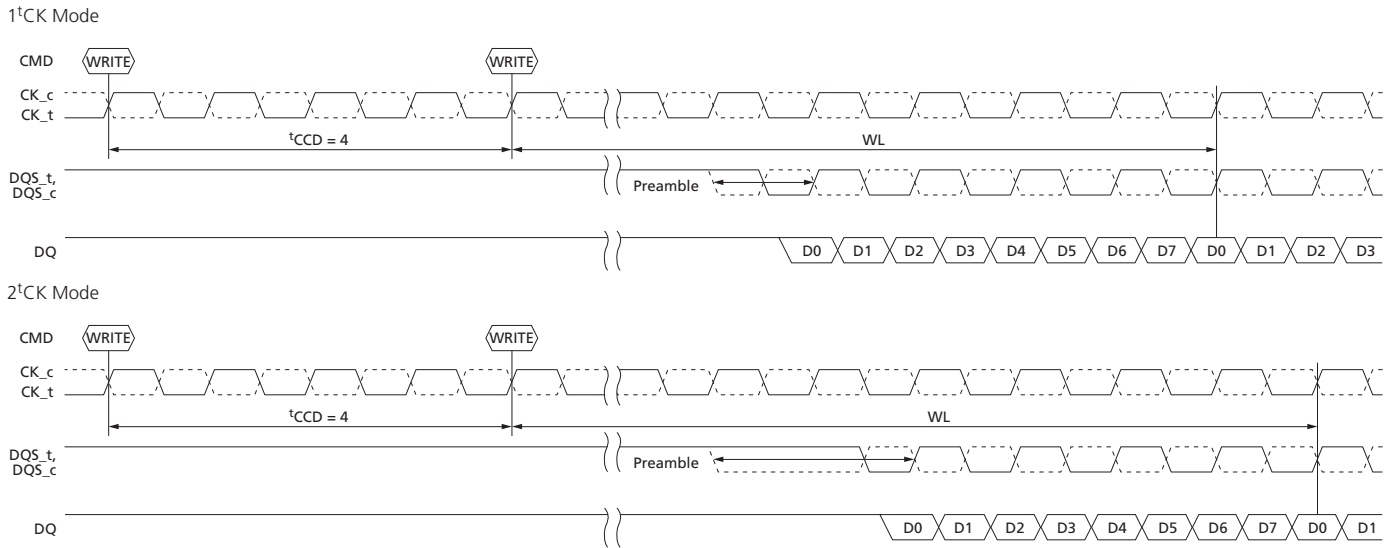 1tCK Mode
CMD WRITE WRITE
CK_c
CK_t
tCCD = 4 WL
DQS_t,
DQS_c Preamble
DQ D0 D1 D2 D3 D4 D5 D6 D7 D0 D1 D2 D3
2tCK Mode
CMD WRITE WRITE
CK_c
CK_t
tCCD = 4 WL
DQS_t,
DQS_c Preamble
DQ D0 D1 D2 D3 D4 D5 D6 D7 D0 D1